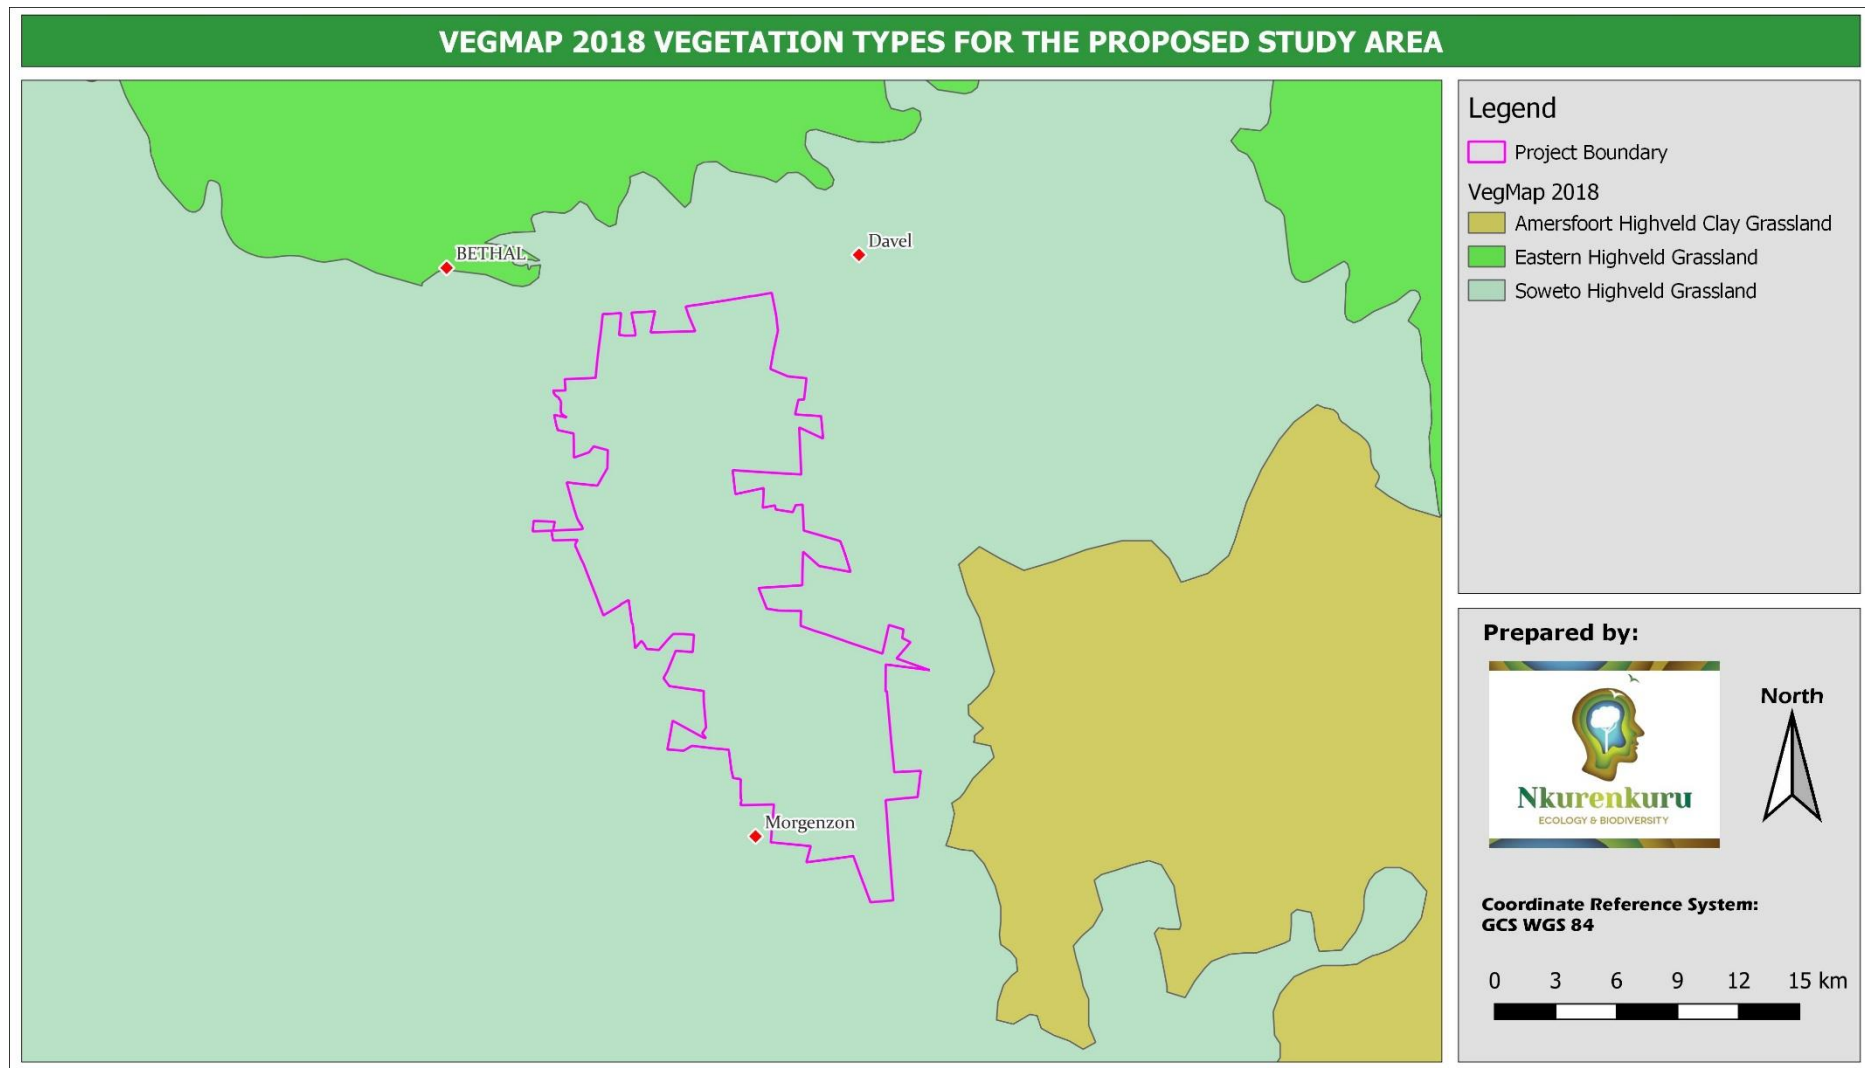 VEGMAP 2018 VEGETATION TYPES FOR THE PROPOSED STUDY AREA
BETHAL
Davel
Morgenzon
Legend
Project Boundary
VegMap 2018
Amersfoort Highveld Clay Grassland
Eastern Highveld Grassland
Soweto Highveld Grassland
Prepared by:
Nkurenkuru
ECOLOGY & BIODIVERSITY
North
Coordinate Reference System:
GCS WGS 84
0 3 6 9 12 15 km